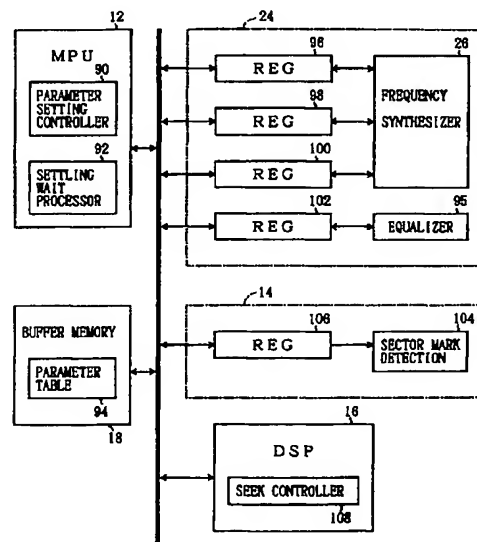 12
MPU
90
PARAMETER
SETTING
CONTROLLER
92
SETTLING
WAIT
PROCESSOR
BUFFER MEMORY
PARAMETER
TABLE
94
18
24
96
REG
98
REG
100
REG
102
REG
26
FREQUENCY
SYNTHESIZER
95
EQUALIZER
14
106
REG
104
SECTOR MARK
DETECTION
16
DSP
SEEK CONTROLLER
108